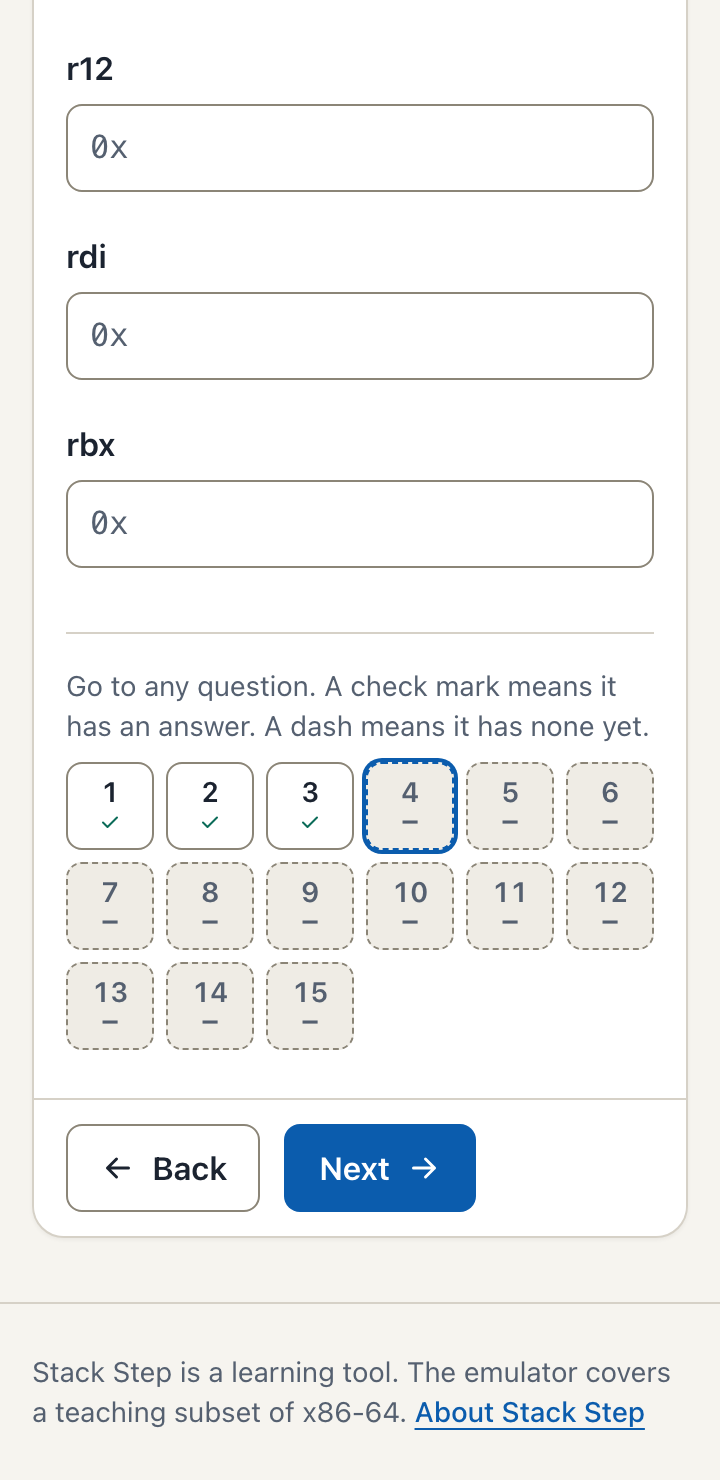 r12
0x
rdi
0x
rbx
0x
Go to any question. A check mark means it
has an answer. A dash means it has none yet.
1 2 3 4 5 6
✓ ✓ ✓ – – –
7 8 9 10 11 12
– – – – – –
13 14 15
– – –
← Back Next →
Stack Step is a learning tool. The emulator covers
a teaching subset of x86-64. About Stack Step